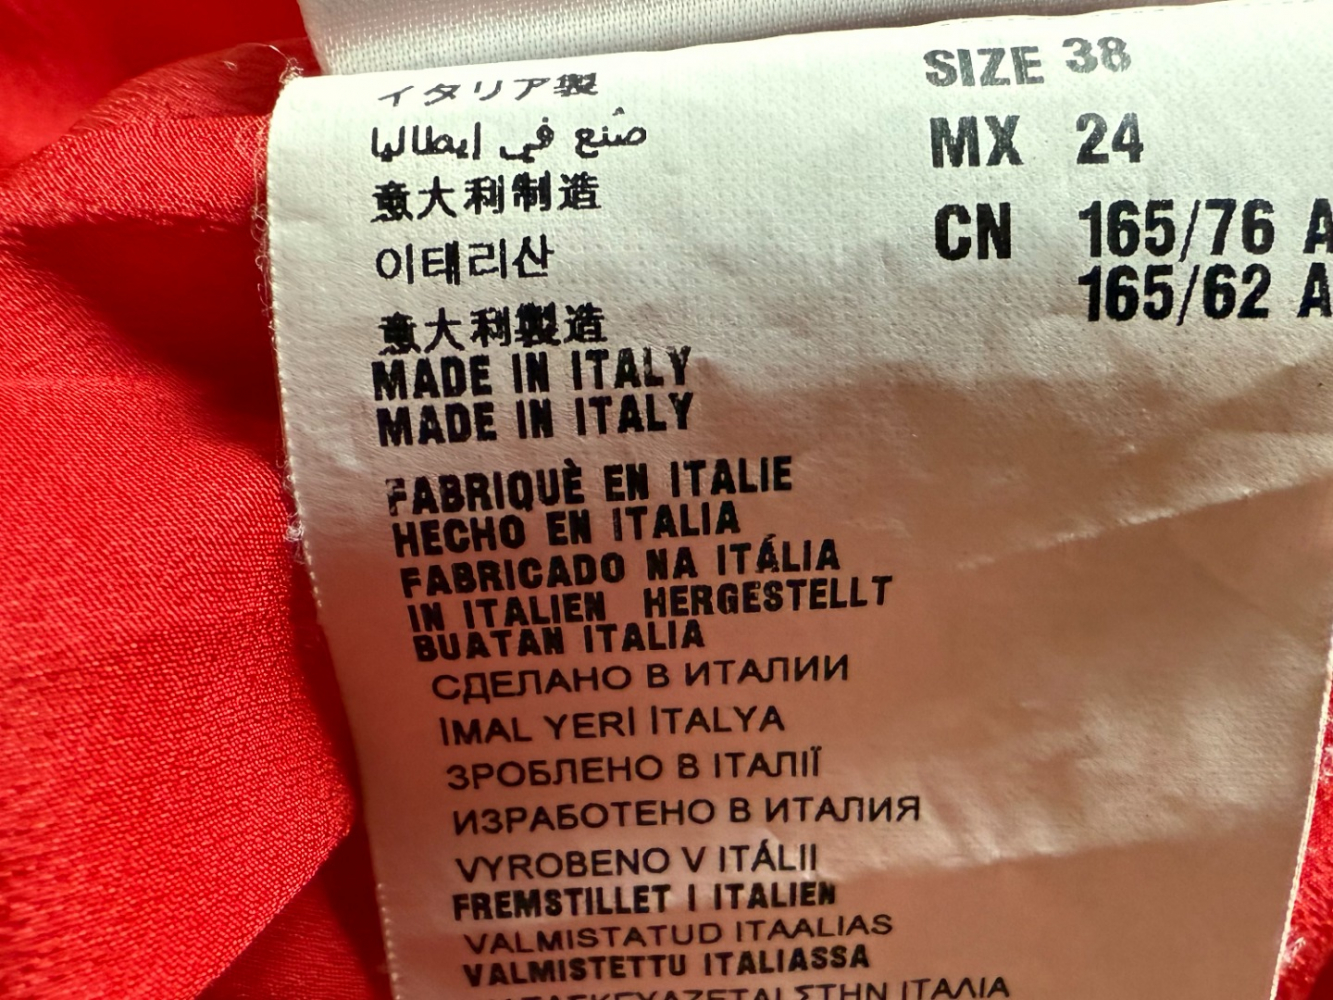 イタリア製
صنع في إيطاليا
意大利制造
이태리산
意大利製造
MADE IN ITALY
MADE IN ITALY
FABRIQUÈ EN ITALIE
HECHO EN ITALIA
FABRICADO NA ITÁLIA
IN ITALIEN HERGESTELLT
BUATAN ITALIA
СДЕЛАНО В ИТАЛИИ
İMAL YERİ İTALYA
ЗРОБЛЕНО В ІТАЛІЇ
ИЗРАБОТЕНО В ИТАЛИЯ
VYROBENO V ITÁLII
FREMSTILLET I ITALIEN
VALMISTATUD ITAALIAS
VALMISTETTU ITALIASSA
ΣΤΗΝ ΙΤΑΛΙΑ
SIZE 38
MX 24
CN 165/76 A
165/62 A